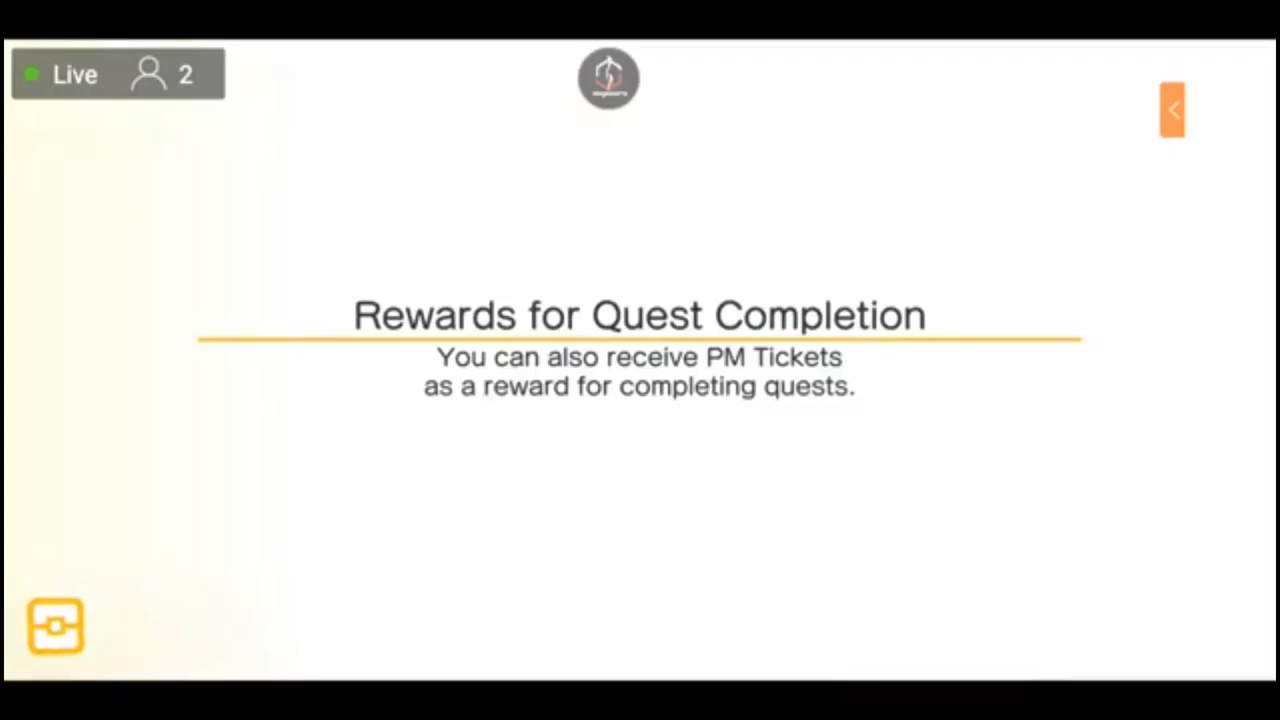 Live 2
Rewards for Quest Completion
You can also receive PM Tickets
as a reward for completing quests.